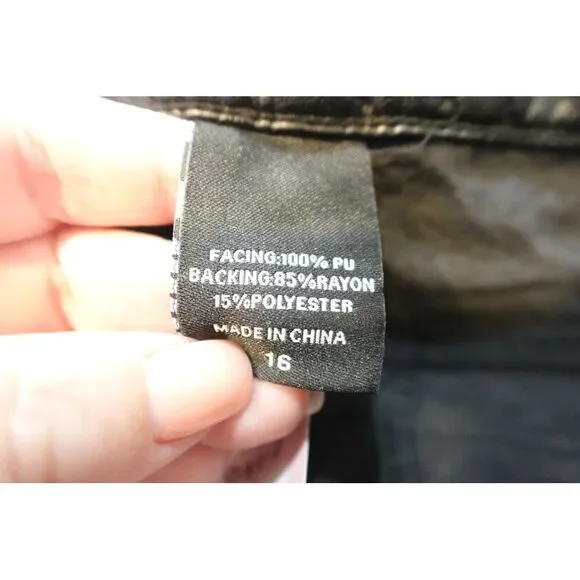 FACING:100% PU
BACKING:85%RAYON
15%POLYESTER
MADE IN CHINA
16